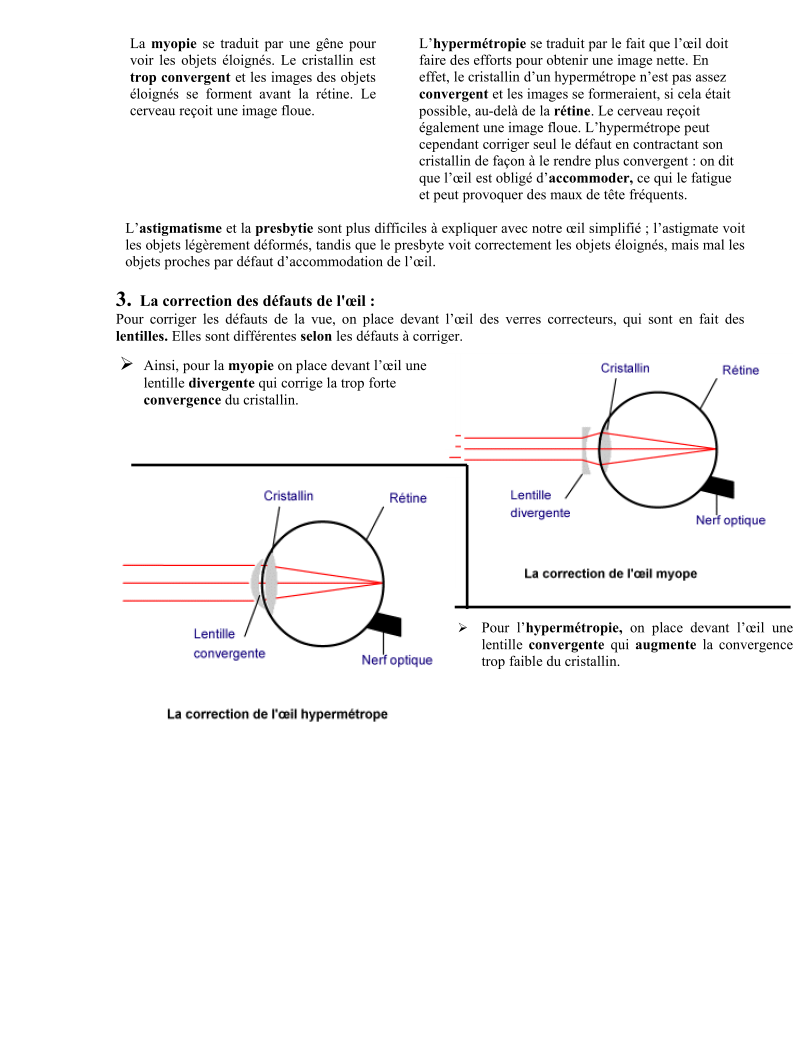 La myopie se traduit par une gêne pour
voir les objets éloignés. Le cristallin est
trop convergent et les images des objets
éloignés se forment avant la rétine. Le
cerveau reçoit une image floue.
L'hypermétropie se traduit par le fait que l'œil doit
faire des efforts pour obtenir une image nette. En
effet, le cristallin d'un hypermétrope n'est pas assez
convergent et les images se formeraient, si cela était
possible, au-delà de la rétine. Le cerveau reçoit
également une image floue. L'hypermétrope peut
cependant corriger seul le défaut en contractant son
cristallin de façon à le rendre plus convergent : on dit
que l'œil est obligé d'accommoder, ce qui le fatigue
et peut provoquer des maux de tête fréquents.
L'astigmatisme et la presbytie sont plus difficiles à expliquer avec notre œil simplifié ; l'astigmate voit
les objets légèrement déformés, tandis que le presbyte voit correctement les objets éloignés, mais mal les
objets proches par défaut d'accommodation de l'œil.
3. La correction des défauts de l'œil :
Pour corriger les défauts de la vue, on place devant l'œil des verres correcteurs, qui sont en fait des
lentilles. Elles sont différentes selon les défauts à corriger.
➢ Ainsi, pour la myopie on place devant l'œil une
lentille divergente qui corrige la trop forte
convergence du cristallin.
Cristallin
Rétine
Lentille
divergente
Nerf optique
La correction de l'œil myope
Cristallin
Rétine
Lentille
convergente
Nerf optique
La correction de l'œil hypermétrope
➢ Pour l'hypermétropie, on place devant l'œil une
lentille convergente qui augmente la convergence
trop faible du cristallin.